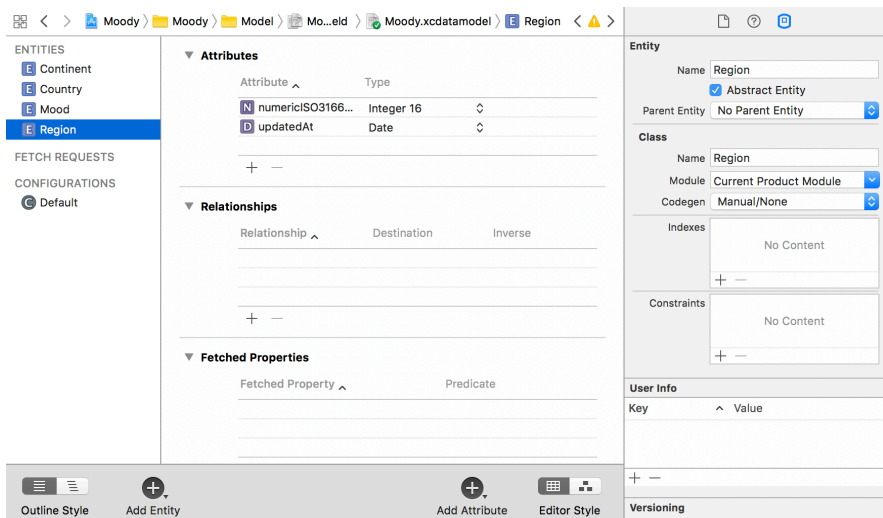 Moody Moody Model Mo...eld Moody.xcdatamodel E Region
ENTITIES
E Continent
E Country
E Mood
E Region
FETCH REQUESTS
CONFIGURATIONS
C Default
Attributes
Attribute Type
N numericISO3166... Integer 16
D updatedAt Date
Relationships
Relationship Destination Inverse
Fetched Properties
Fetched Property Predicate
Outline Style Add Entity Add Attribute Editor Style
Entity
Name Region
Abstract Entity
Parent Entity No Parent Entity
Class
Name Region
Module Current Product Module
Codegen Manual/None
Indexes
No Content
Constraints
No Content
User Info
Key Value
Versioning